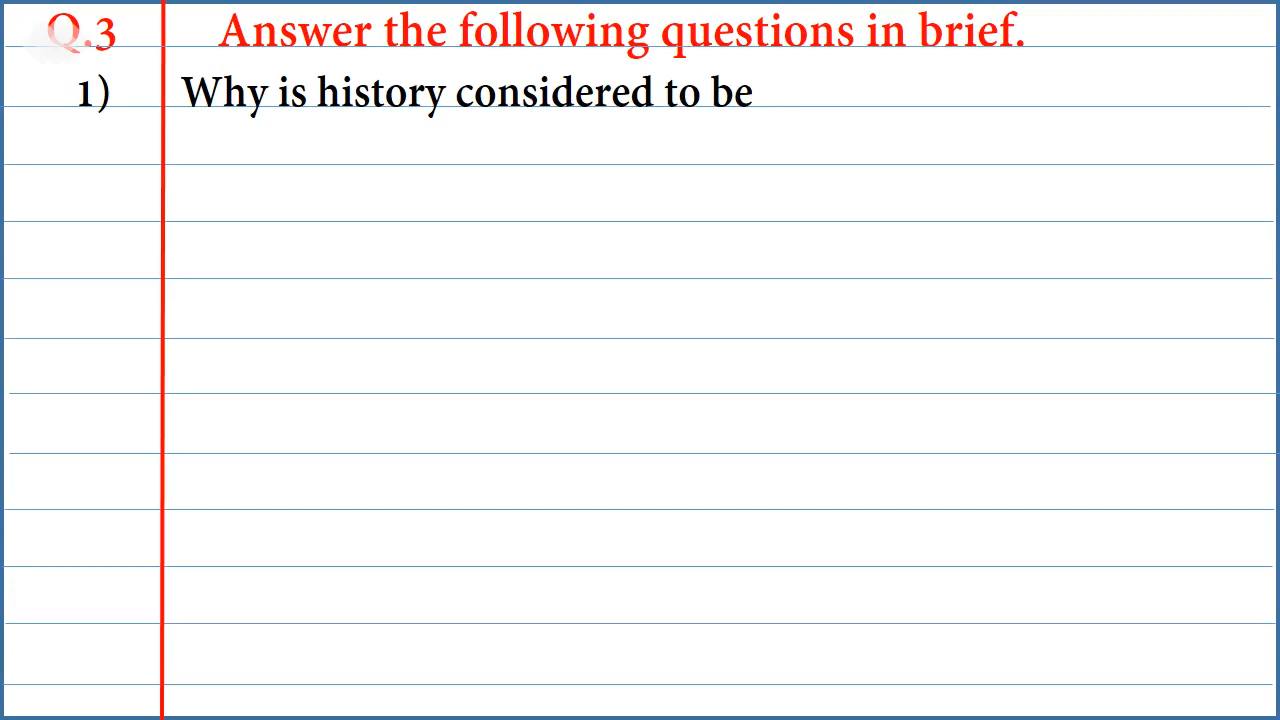 Q.3 Answer the following questions in brief.
1) Why is history considered to be